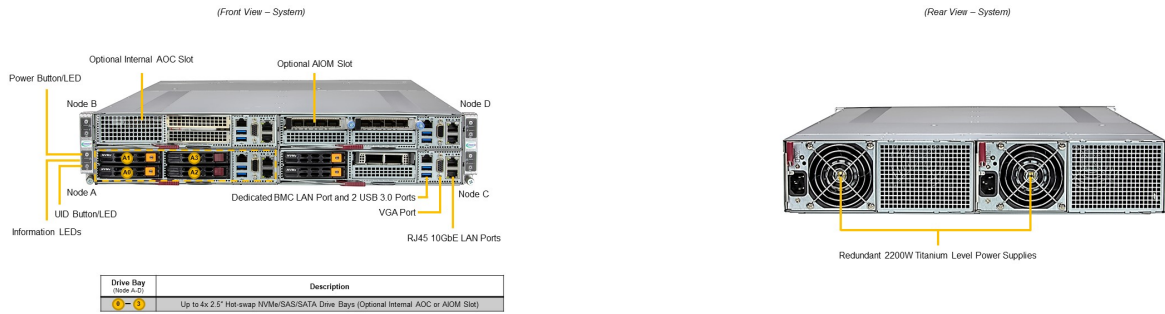 (Front View – System)
(Rear View – System)
Optional Internal AOC Slot
Optional AIOM Slot
Power Button/LED
Node B
Node D
A1
A3
A0
A2
Node A
Node C
Dedicated BMC LAN Port and 2 USB 3.0 Ports
UID Button/LED
VGA Port
Information LEDs
RJ45 10GbE LAN Ports
Redundant 2200W Titanium Level Power Supplies
Drive Bay
(Node A-D)
Description
0 – 3
Up to 4x 2.5" Hot-swap NVMe/SAS/SATA Drive Bays (Optional Internal AOC or AIOM Slot)